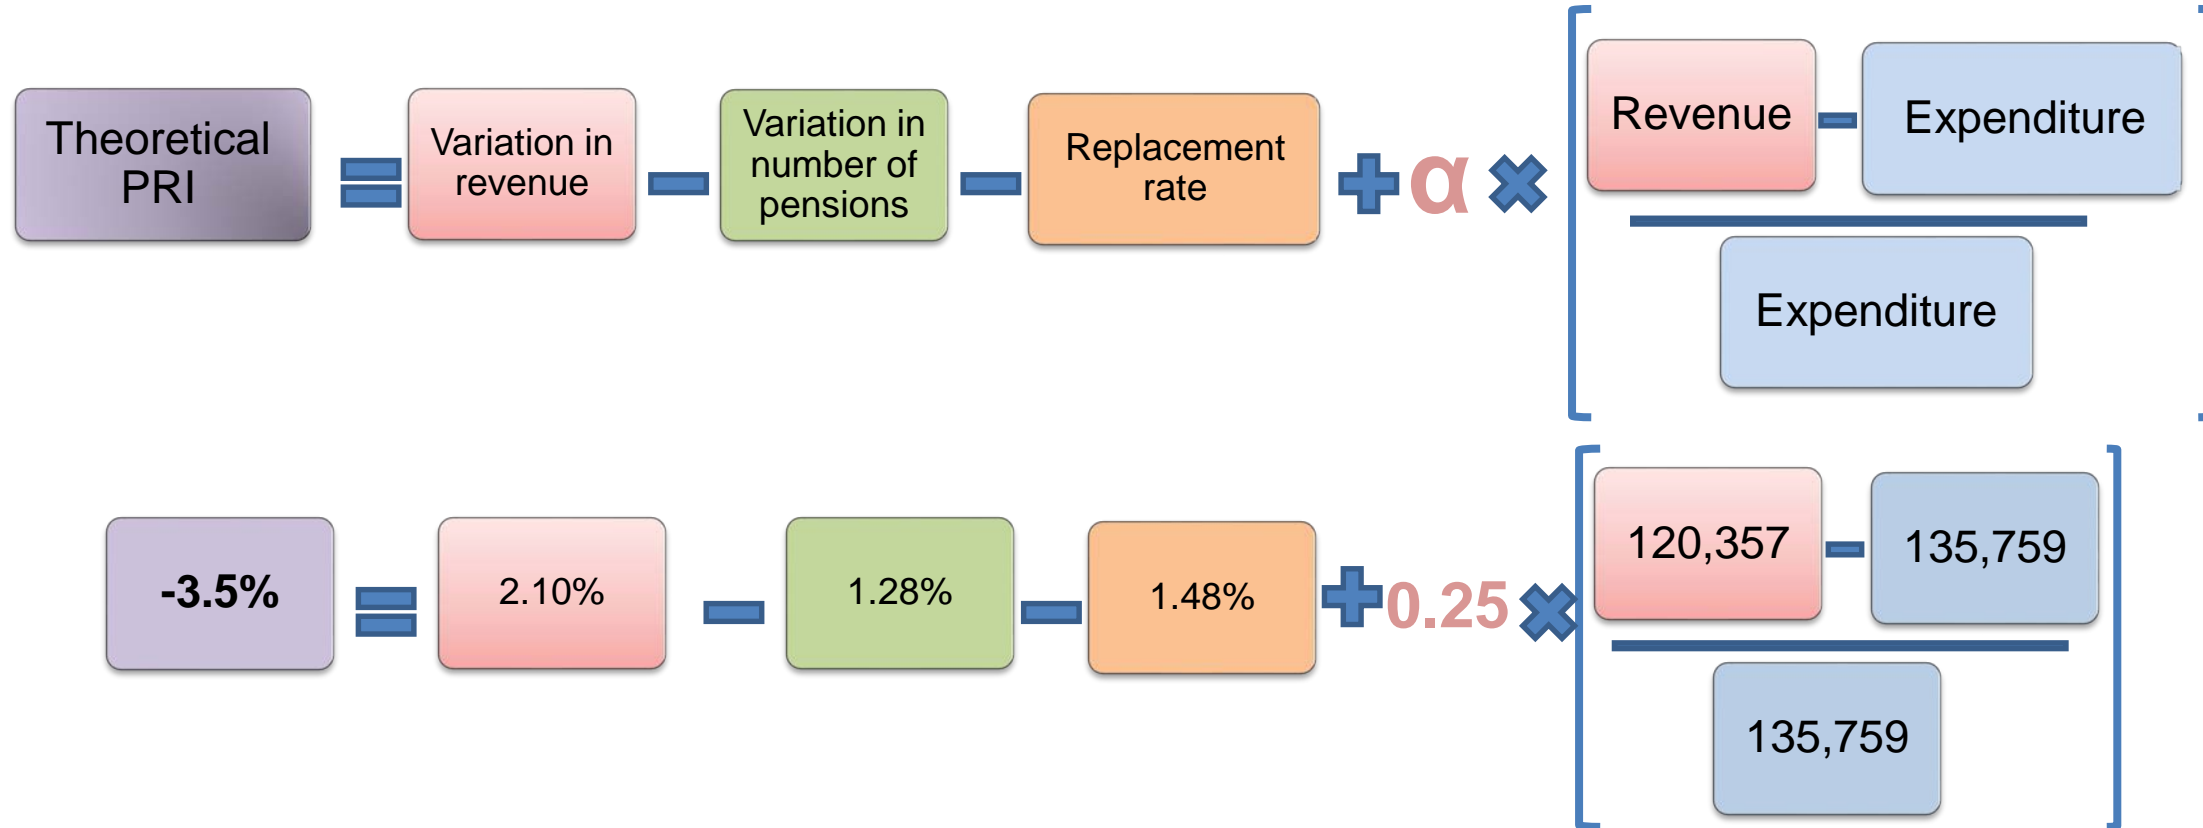 Theoretical
PRI
=
Variation in
revenue
−
Variation in
number of
pensions
−
Replacement
rate
+ α ×
[
Revenue − Expenditure
Expenditure
]
-3.5% = 2.10% − 1.28% − 1.48% + 0.25 ×
[
120,357 − 135,759
135,759
]